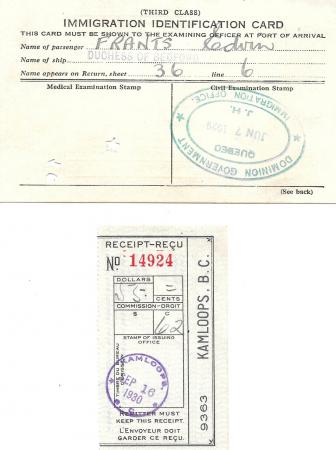 (THIRD CLASS)
IMMIGRATION IDENTIFICATION CARD
THIS CARD MUST BE SHOWN TO THE EXAMINING OFFICER AT PORT OF ARRIVAL
Name of passenger FRANTS Edwin
Name of ship DUCHESS OF
Name appears on Return, sheet 36 line 6
Medical Examination Stamp Civil Examination Stamp
DOMINION GOVERNMENT
IMMIGRATION OFFICE.
J. H.
JUN 7 1929
QUEBEC
(See back)
RECEIPT-REÇU
No. 14924
DOLLARS
CENTS
COMMISSION-DROIT
$ C
62
STAMP OF ISSUING
OFFICE
TIMBRE DU BUREAU
KAMLOOPS,
SEP 16
1930
REMITTER MUST
KEEP THIS RECEIPT.
L'ENVOYEUR DOIT
GARDER CE REÇU.
9363 KAMLOOPS, B.C.